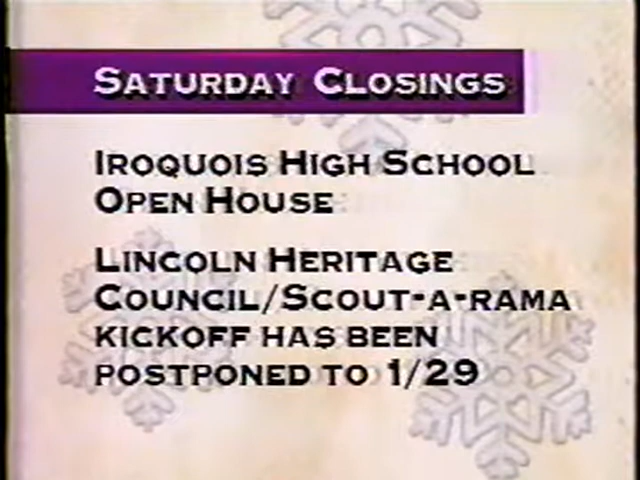 Saturday Closings
Iroquois High School
Open House
Lincoln Heritage
Council/Scout-a-rama
kickoff has been
postponed to 1/29